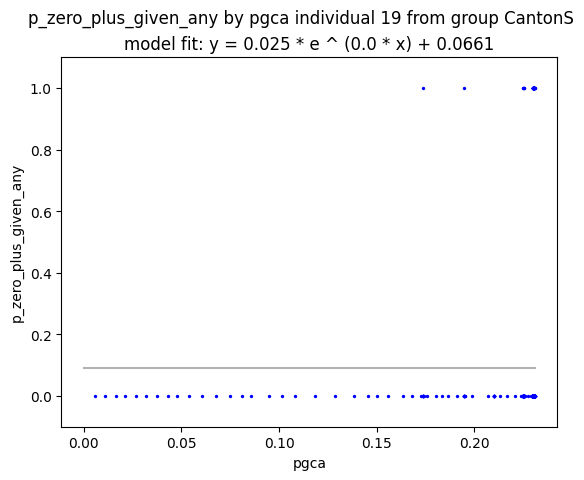 p_zero_plus_given_any by pgca individual 19 from group CantonS
model fit: y = 0.025 * e ^ (0.0 * x) + 0.0661
1.0
0.8
0.6
0.4
0.2
0.0
p_zero_plus_given_any
0.00 0.05 0.10 0.15 0.20
pgca